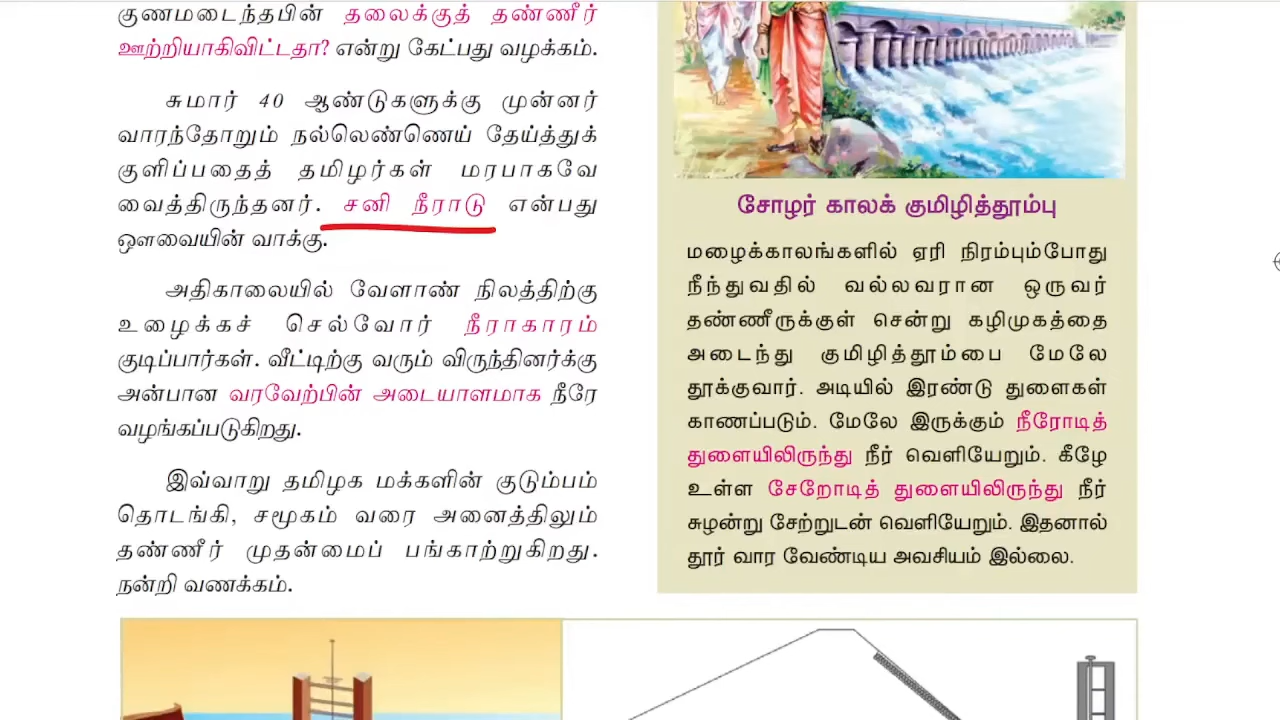 குணமடைந்தபின் தலைக்குத் தண்ணீர்
ஊற்றியாகிவிட்டதா? என்று கேட்பது வழக்கம்.
சுமார் 40 ஆண்டுகளுக்கு முன்னர்
வாரந்தோறும் நல்லெண்ணெய் தேய்த்துக்
குளிப்பதைத் தமிழர்கள் மரபாகவே
வைத்திருந்தனர். சனி நீராடு என்பது
ஔவையின் வாக்கு.
அதிகாலையில் வேளாண் நிலத்திற்கு
உழைக்கச் செல்வோர் நீராகாரம்
குடிப்பார்கள். வீட்டிற்கு வரும் விருந்தினர்க்கு
அன்பான வரவேற்பின் அடையாளமாக நீரே
வழங்கப்படுகிறது.
இவ்வாறு தமிழக மக்களின் குடும்பம்
தொடங்கி, சமூகம் வரை அனைத்திலும்
தண்ணீர் முதன்மைப் பங்காற்றுகிறது.
நன்றி வணக்கம்.
சோழர் காலக் குமிழித்தூம்பு
மழைக்காலங்களில் ஏரி நிரம்பும்போது
நீந்துவதில் வல்லவரான ஒருவர்
தண்ணீருக்குள் சென்று கழிமுகத்தை
அடைந்து குமிழித்தூம்பை மேலே
தூக்குவார். அடியில் இரண்டு துளைகள்
காணப்படும். மேலே இருக்கும் நீரோடித்
துளையிலிருந்து நீர் வெளியேறும். கீழே
உள்ள சேறோடித் துளையிலிருந்து நீர்
சுழன்று சேற்றுடன் வெளியேறும். இதனால்
தூர் வார வேண்டிய அவசியம் இல்லை.